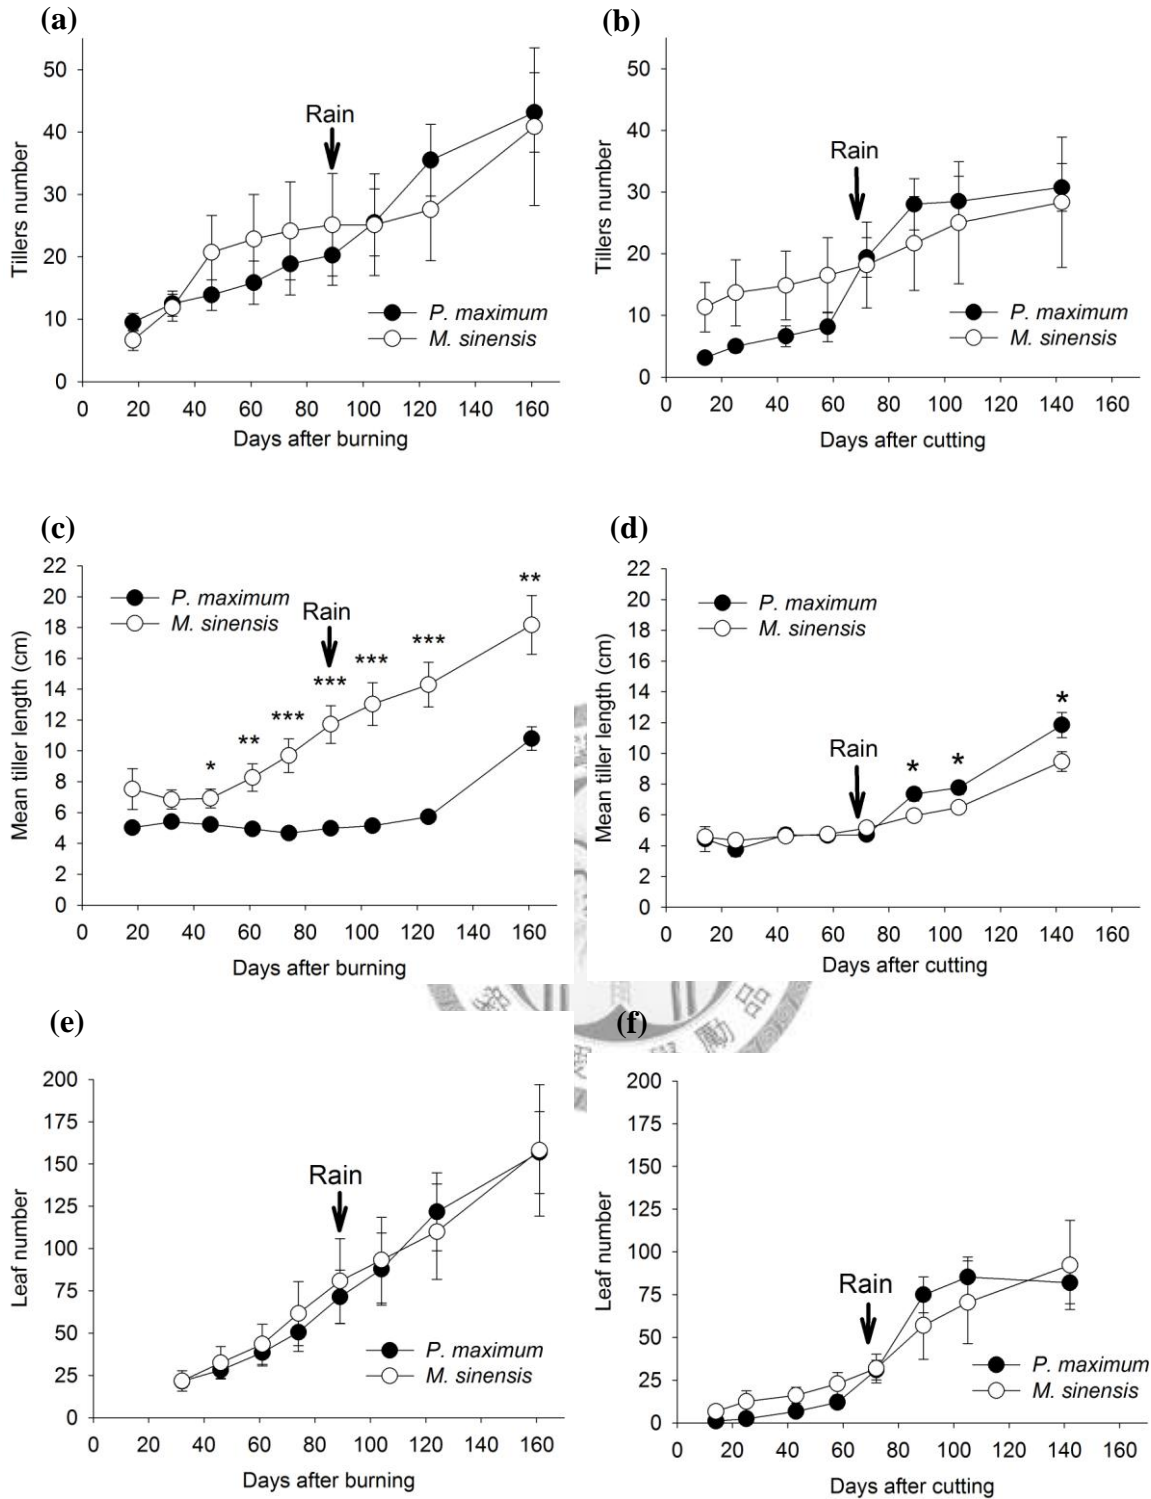 (a)
50
40
30
20
10
0
Tillers number
Rain
P. maximum
M. sinensis
0 20 40 60 80 100 120 140 160
Days after burning
(b)
50
40
30
20
10
0
Tillers number
Rain
P. maximum
M. sinensis
0 20 40 60 80 100 120 140 160
Days after cutting
(c)
22
20
18
16
14
12
10
8
6
4
2
0
Mean tiller length (cm)
P. maximum
M. sinensis
Rain
*
**
***
***
***
***
**
0 20 40 60 80 100 120 140 160
Days after burning
(d)
22
20
18
16
14
12
10
8
6
4
2
0
Mean tiller length (cm)
P. maximum
M. sinensis
Rain
*
*
*
0 20 40 60 80 100 120 140 160
Days after cutting
(e)
200
175
150
125
100
75
50
25
0
Leaf number
Rain
P. maximum
M. sinensis
0 20 40 60 80 100 120 140 160
Days after burning
(f)
200
175
150
125
100
75
50
25
0
Leaf number
Rain
P. maximum
M. sinensis
0 20 40 60 80 100 120 140 160
Days after cutting
品
勵